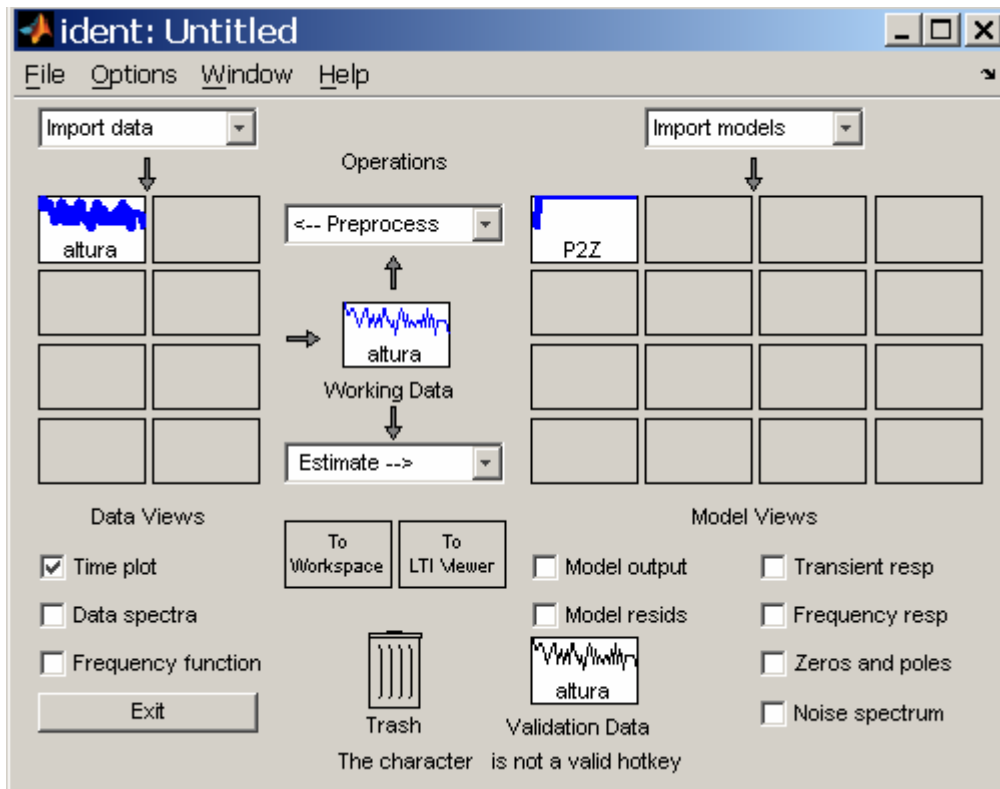 ident: Untitled
File Options Window Help
Import data
Import models
Operations
altura
<-- Preprocess
P2Z
altura
Working Data
Estimate -->
Data Views
Model Views
To
Workspace
To
LTI Viewer
Time plot
Data spectra
Frequency function
Exit
Trash
Model output
Model resids
altura
Validation Data
Transient resp
Frequency resp
Zeros and poles
Noise spectrum
The character is not a valid hotkey